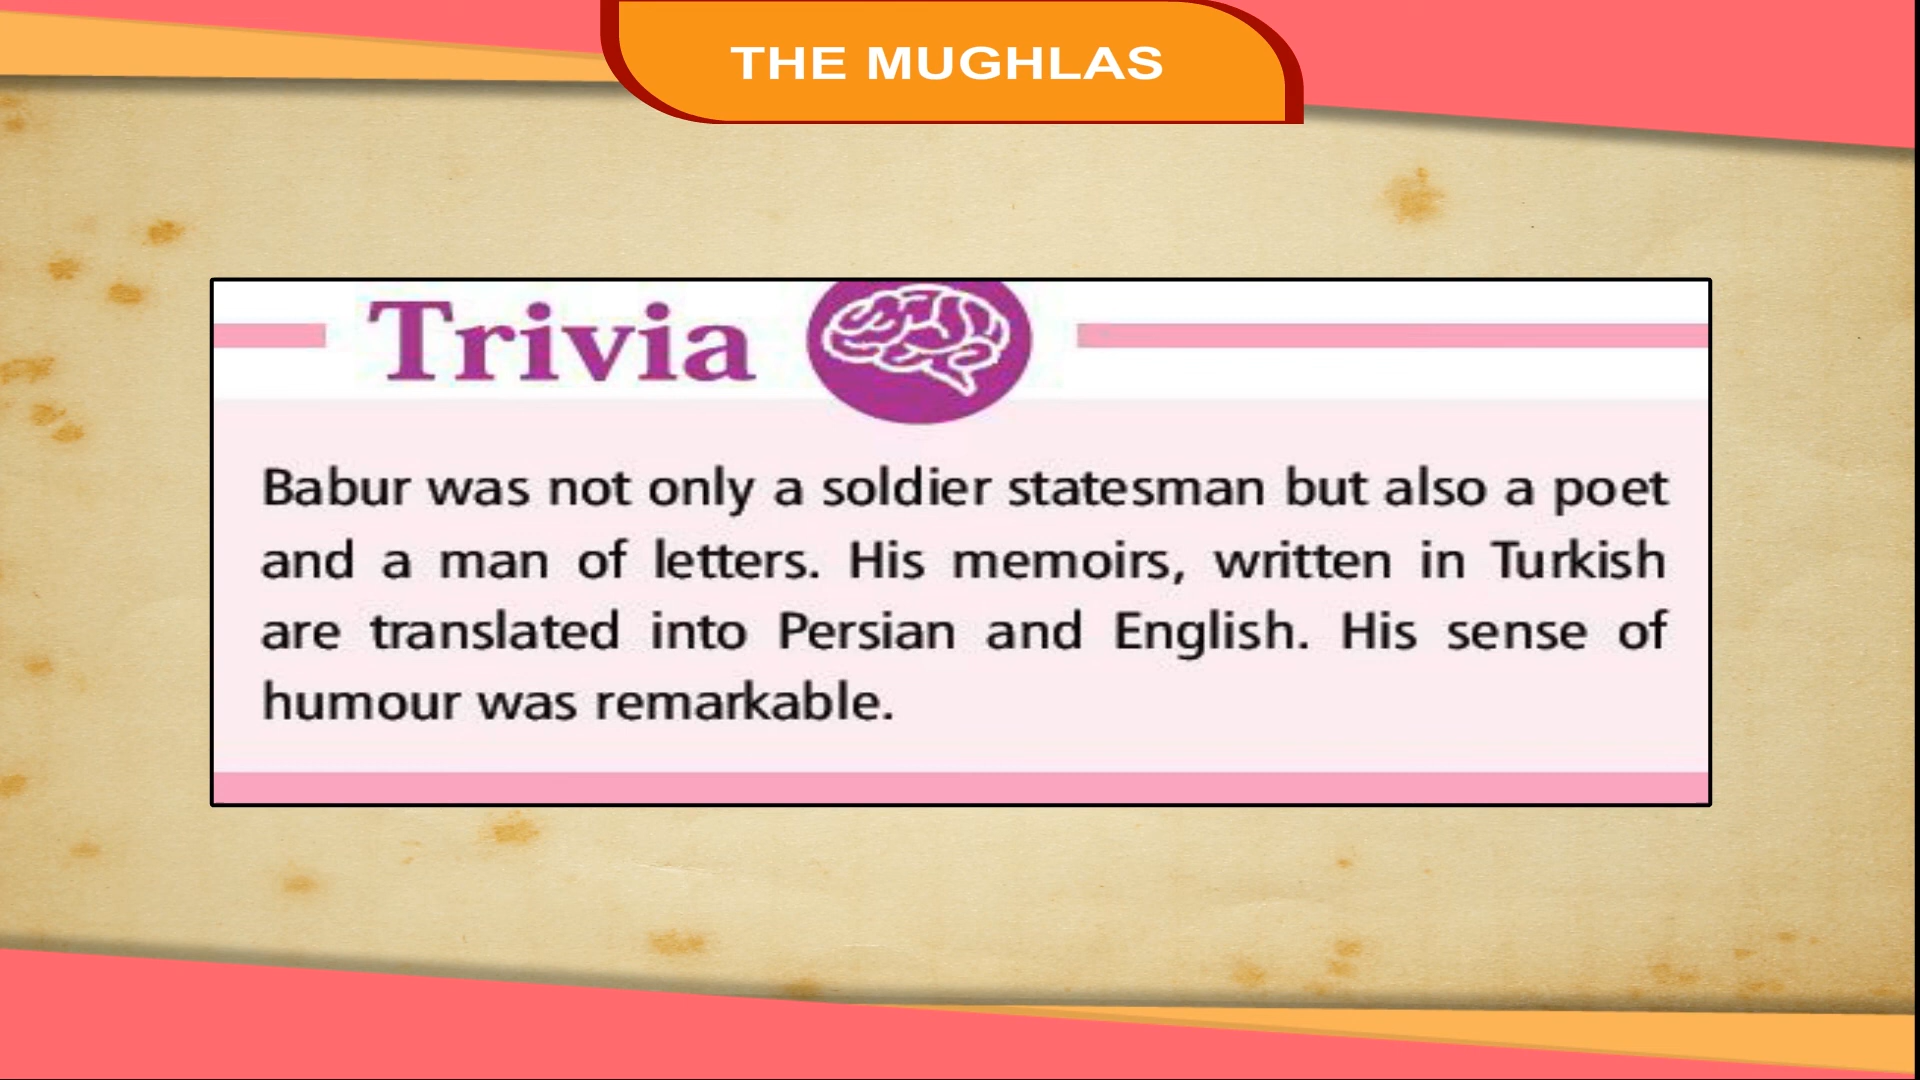 THE MUGHLAS
Trivia
Babur was not only a soldier statesman but also a poet
and a man of letters. His memoirs, written in Turkish
are translated into Persian and English. His sense of
humour was remarkable.